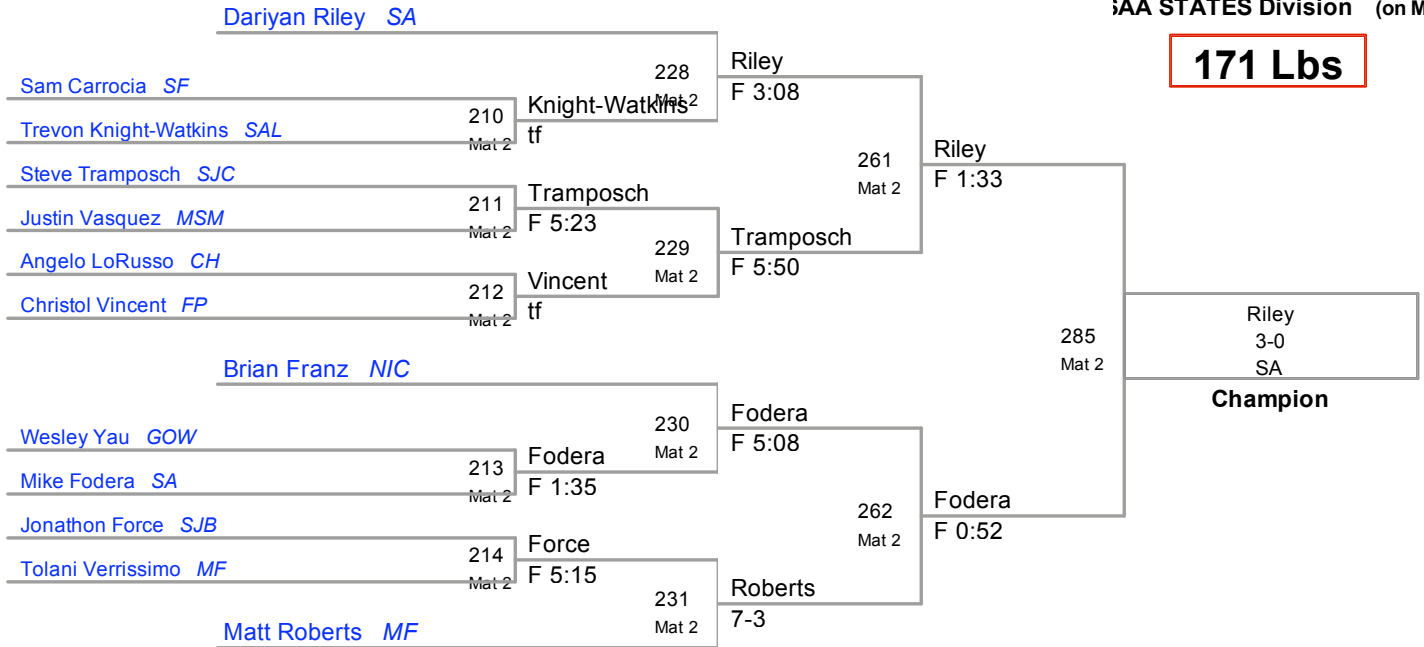 Dariyan Riley SA
SAA STATES Division (on M
171 Lbs
228
Mat 2
Riley
F 3:08
Sam Carrocia SF
210
Mat 2
Knight-Watkins
tf
Trevon Knight-Watkins SAL
261
Mat 2
Riley
F 1:33
Steve Tramposch SJC
211
Mat 2
Tramposch
F 5:23
Justin Vasquez MSM
229
Mat 2
Tramposch
F 5:50
Angelo LoRusso CH
212
Mat 2
Vincent
tf
Christol Vincent FP
285
Mat 2
Riley
3-0
SA
Champion
Brian Franz NIC
230
Mat 2
Fodera
F 5:08
Wesley Yau GOW
213
Mat 2
Fodera
F 1:35
Mike Fodera SA
262
Mat 2
Fodera
F 0:52
Jonathon Force SJB
214
Mat 2
Force
F 5:15
Tolani Verrissimo MF
231
Mat 2
Roberts
7-3
Matt Roberts MF